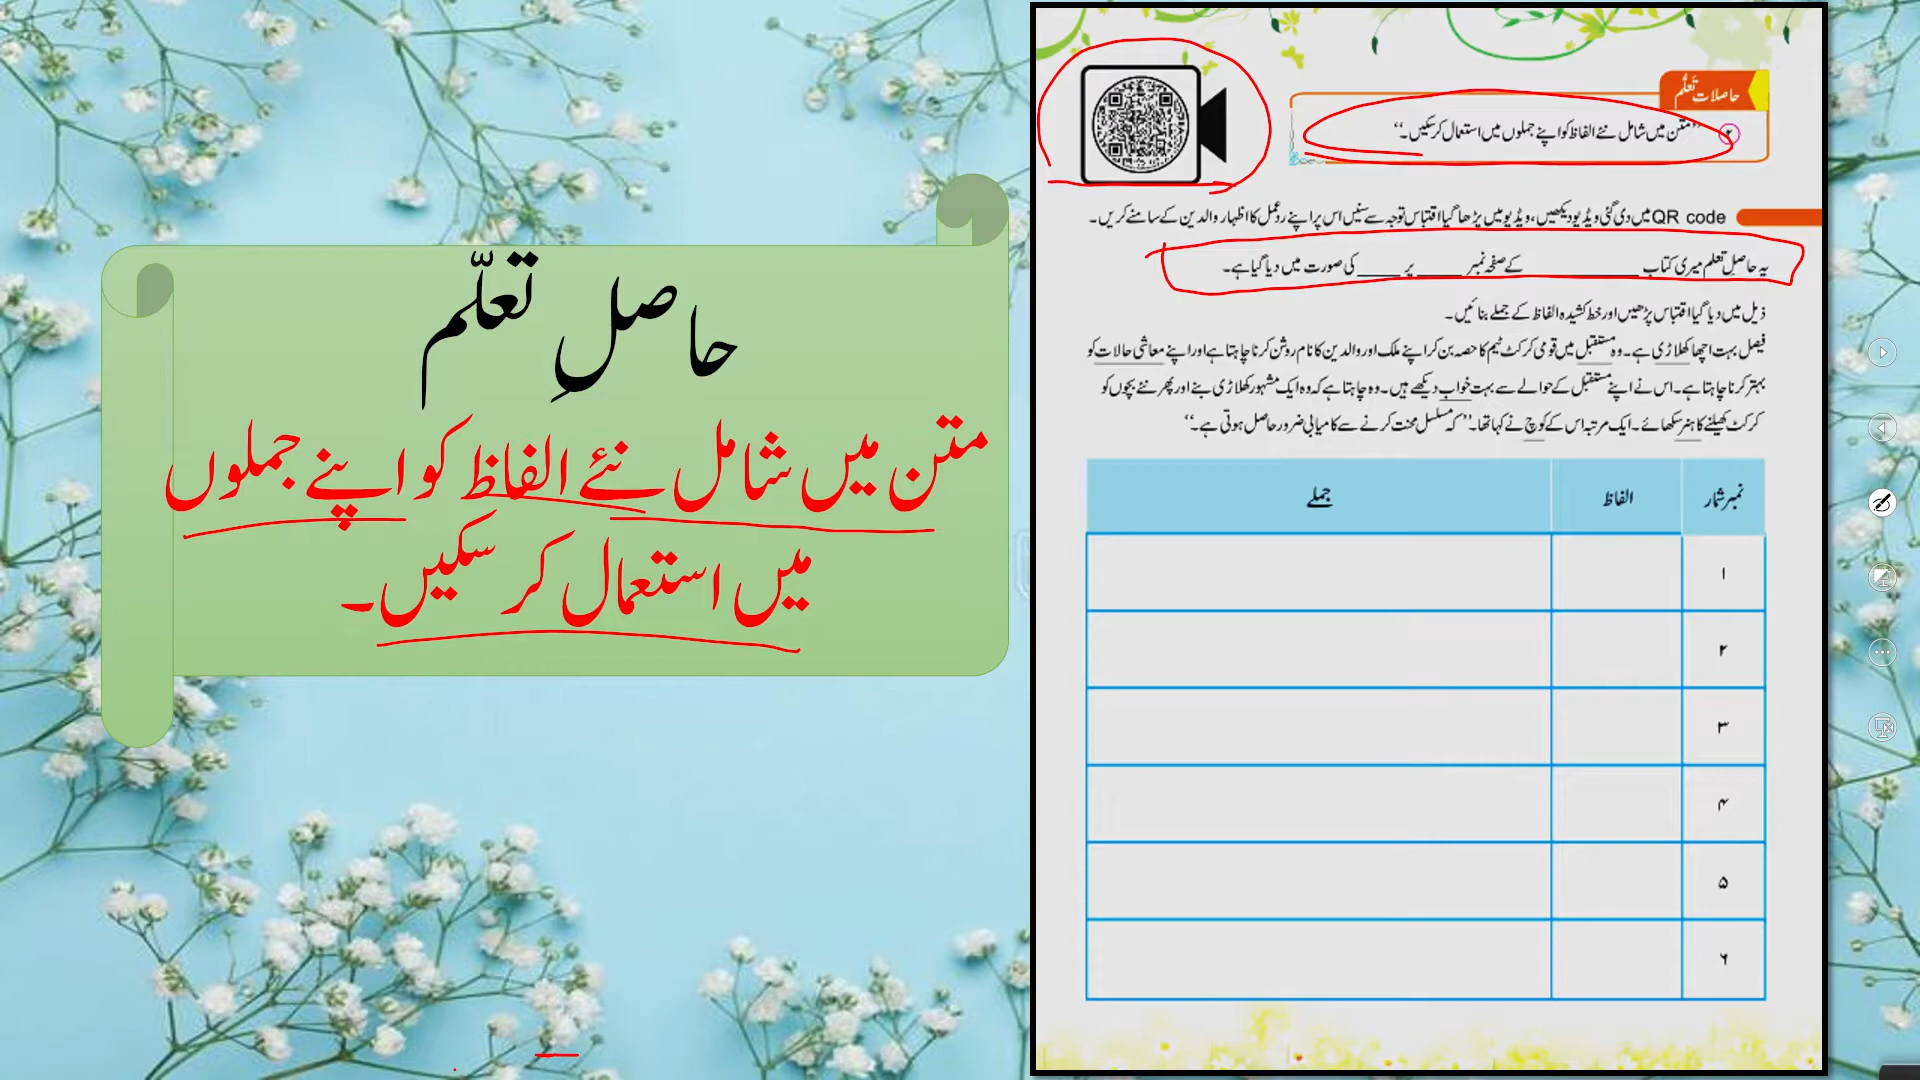 حاصلِ تعلّم
متن میں شامل نئے الفاظ کو اپنے جملوں
میں استعمال کر سکیں۔
حاصلات تعلّم
۲ ”متن میں شامل نئے الفاظ کو اپنے جملوں میں استعمال کر سکیں۔“
QR code میں دی گئی ویڈیو دیکھیں، ویڈیو میں پڑھا گیا اقتباس توجہ سے سنیں اس پر اپنے ردِ عمل کا اظہار والدین کے سامنے کریں۔
یہ حاصلِ تعلم میری کتاب ________ کے صفحہ نمبر ____ پر ____ کی صورت میں دیا گیا ہے۔
ذیل میں دیا گیا اقتباس پڑھیں اور خط کشیدہ الفاظ کے جملے بنائیں۔
فیصل بہت اچھا کھلاڑی ہے۔ وہ مستقبل میں قومی کرکٹ ٹیم کا حصہ بن کر اپنے ملک اور والدین کا نام روشن کرنا چاہتا ہے اور اپنے معاشی حالات کو
بہتر کرنا چاہتا ہے۔ اس نے اپنے مستقبل کے حوالے سے بہت خواب دیکھے ہیں۔ وہ چاہتا ہے کہ وہ ایک مشہور کھلاڑی بنے اور پھر نئے بچوں کو
کرکٹ کھیلنے کا ہنر سکھائے۔ ایک مرتبہ اس کے کوچ نے کہا تھا۔ ”کہ مسلسل محنت کرنے سے کامیابی ضرور حاصل ہوتی ہے۔“
نمبر شمار الفاظ جملے
۱
۲
۳
۴
۵
۶